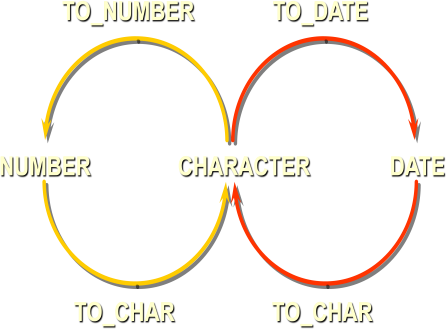 TO_NUMBER TO_DATE
NUMBER CHARACTER DATE
TO_CHAR TO_CHAR